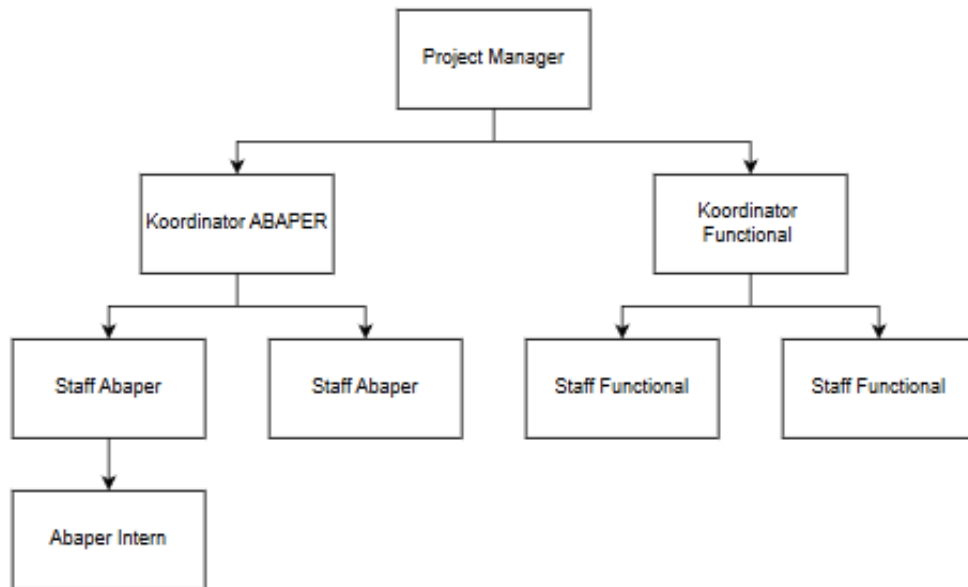 Project Manager
Koordinator ABAPER
Koordinator
Functional
Staff Abaper
Staff Abaper
Staff Functional
Staff Functional
Abaper Intern